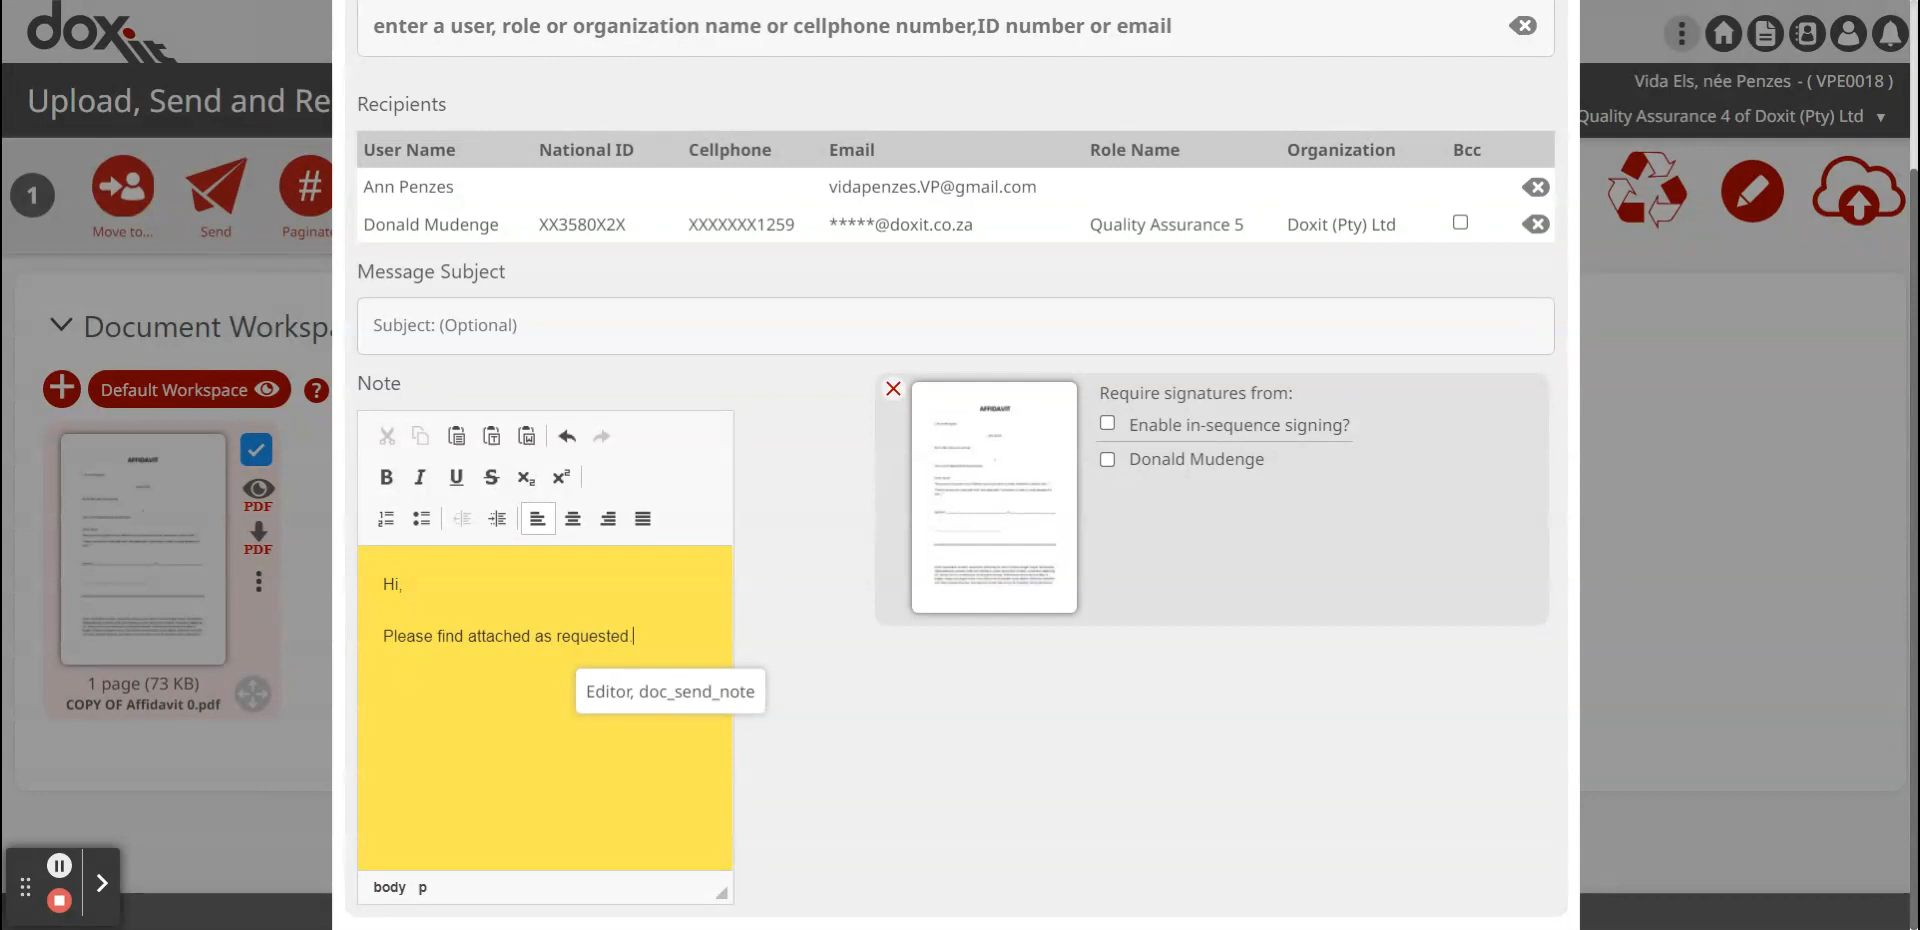 doxit
enter a user, role or organization name or cellphone number,ID number or email
Vida Els, née Penzes - ( VPE0018 )
Upload, Send and Re
Quality Assurance 4 of Doxit (Pty) Ltd ▼
Recipients
User Name National ID Cellphone Email Role Name Organization Bcc
Ann Penzes vidapenzes.VP@gmail.com
Donald Mudenge XX3580X2X XXXXXXX1259 *****@doxit.co.za Quality Assurance 5 Doxit (Pty) Ltd
1
#
Move to...
Send
Paginat
Message Subject
Subject: (Optional)
Document Workspa
Default Workspace
?
Note
B I U S x₂ x²
Hi,
Please find attached as requested.
Editor, doc_send_note
body p
AFFIDAVIT
Require signatures from:
Enable in-sequence signing?
Donald Mudenge
AFFIDAVIT
PDF
PDF
1 page (73 KB)
COPY OF Affidavit 0.pdf